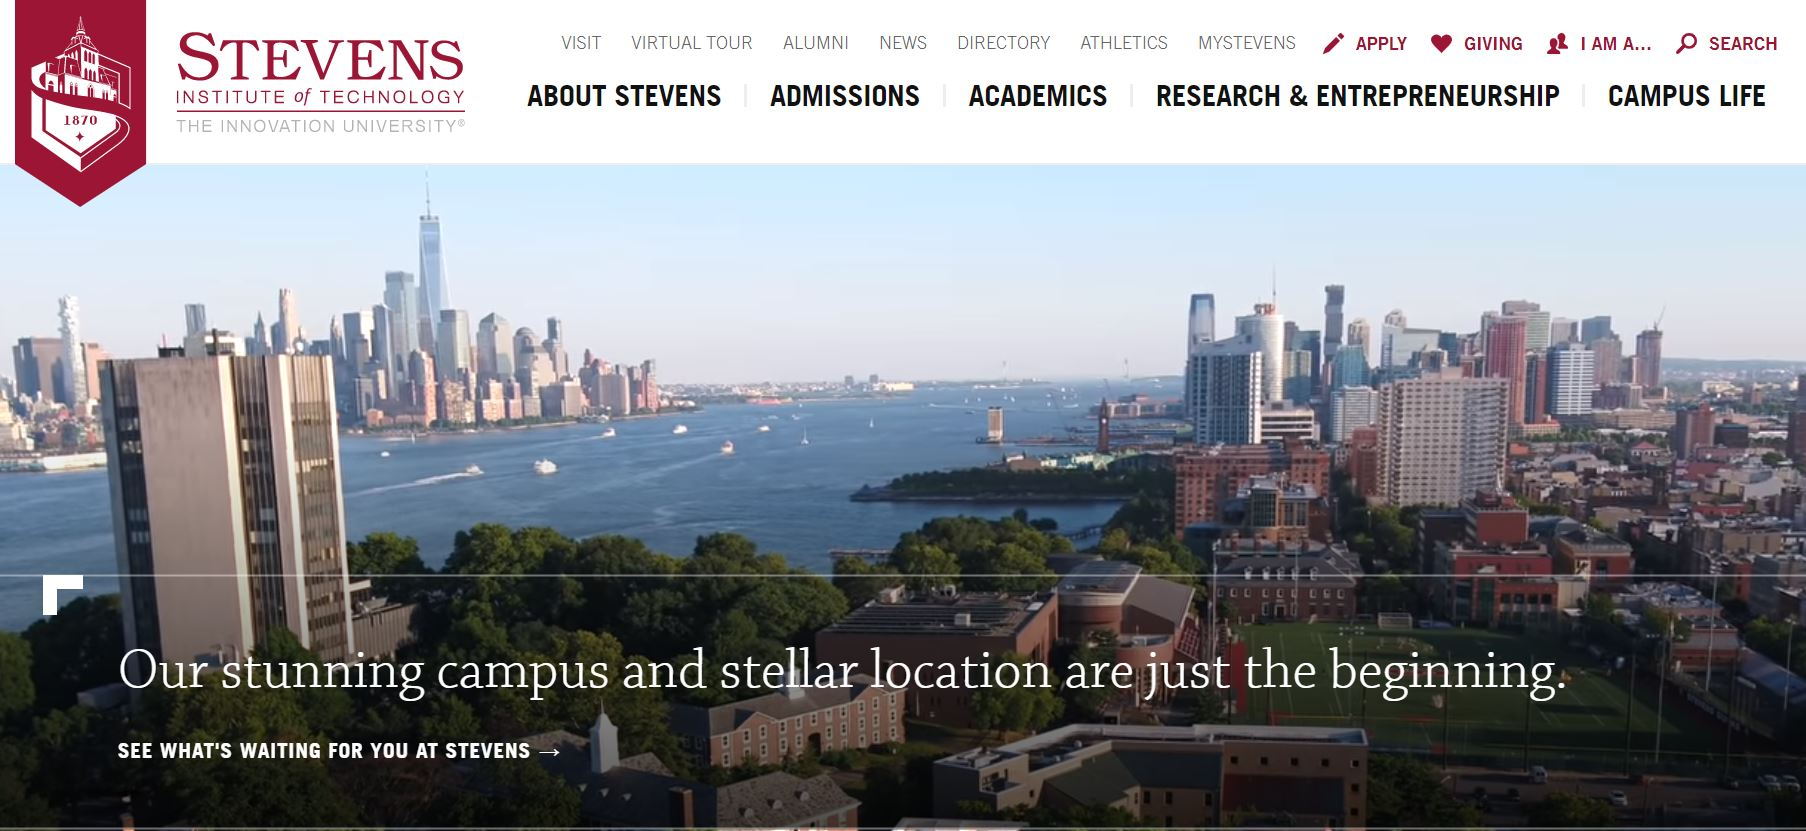 1870
STEVENS
INSTITUTE of TECHNOLOGY
THE INNOVATION UNIVERSITY®
VISIT VIRTUAL TOUR ALUMNI NEWS DIRECTORY ATHLETICS MYSTEVENS APPLY GIVING I AM A... SEARCH
ABOUT STEVENS ADMISSIONS ACADEMICS RESEARCH & ENTREPRENEURSHIP CAMPUS LIFE
Our stunning campus and stellar location are just the beginning.
SEE WHAT'S WAITING FOR YOU AT STEVENS →